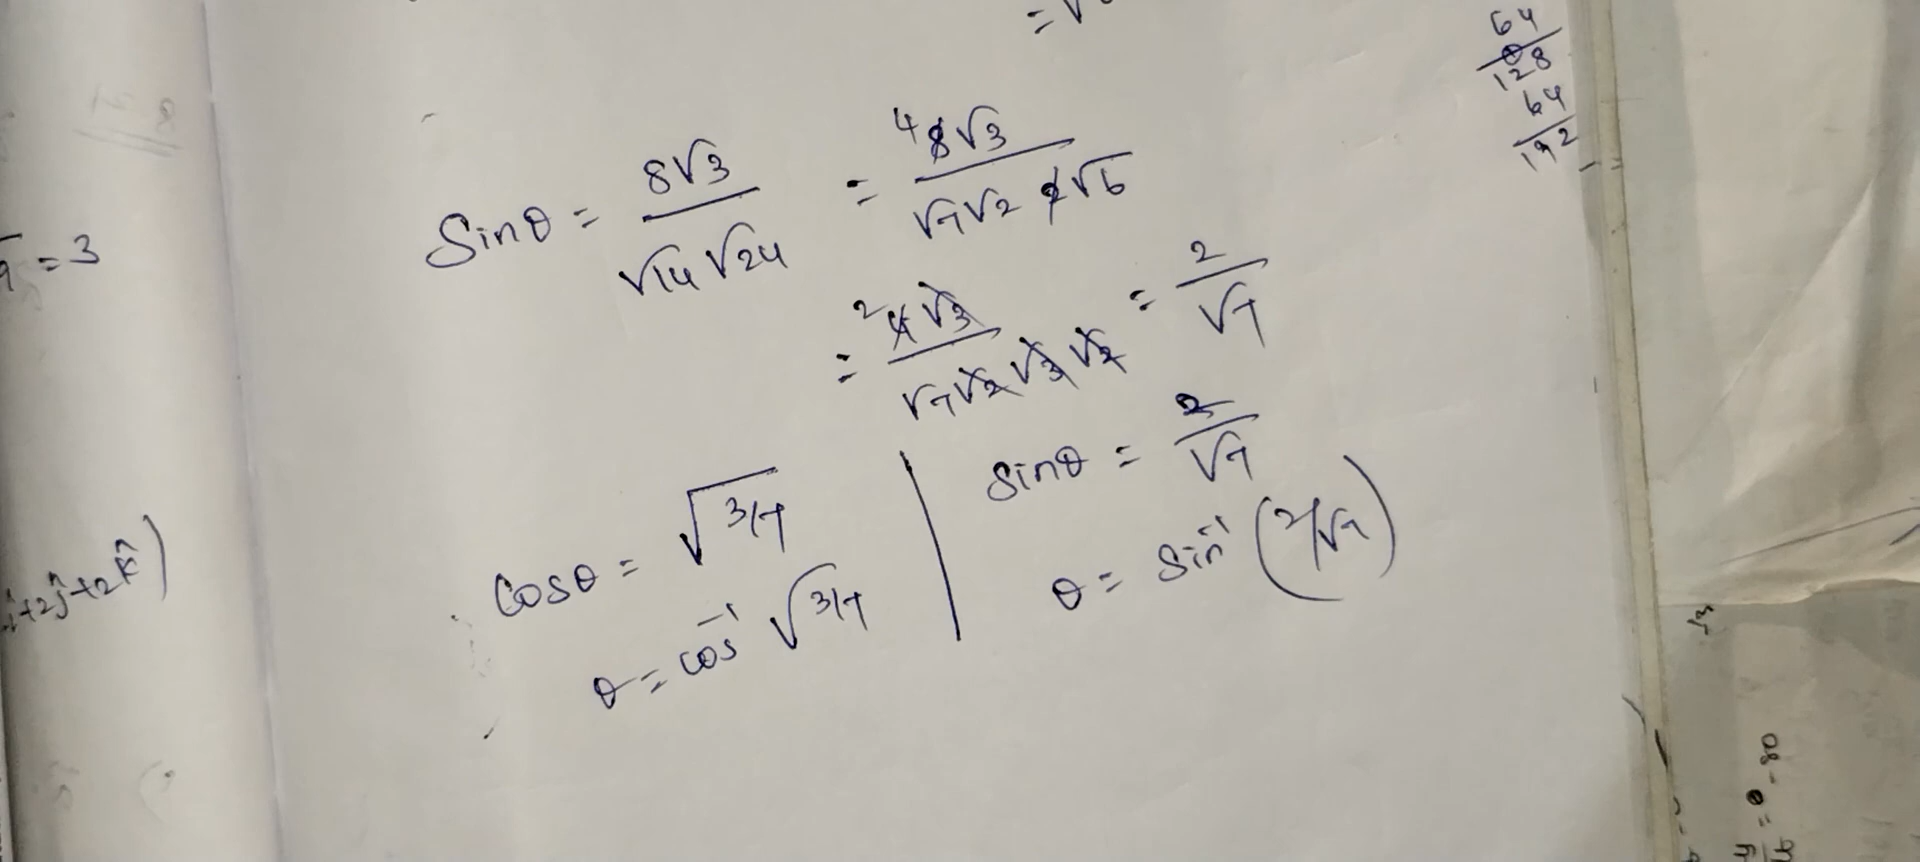 64
128
64
192
Sinθ = 8√3 / √14 √24 = 4 8√3 / √7√2 2√6
= 2 4√3 / √7√2 √3 √2 = 2 / √7
Cosθ = √3/7
θ = cos⁻¹ √3/7
sinθ = 2 / √7
θ = sin⁻¹ (2/√7)
= 3
+2ĵ+2k̂)